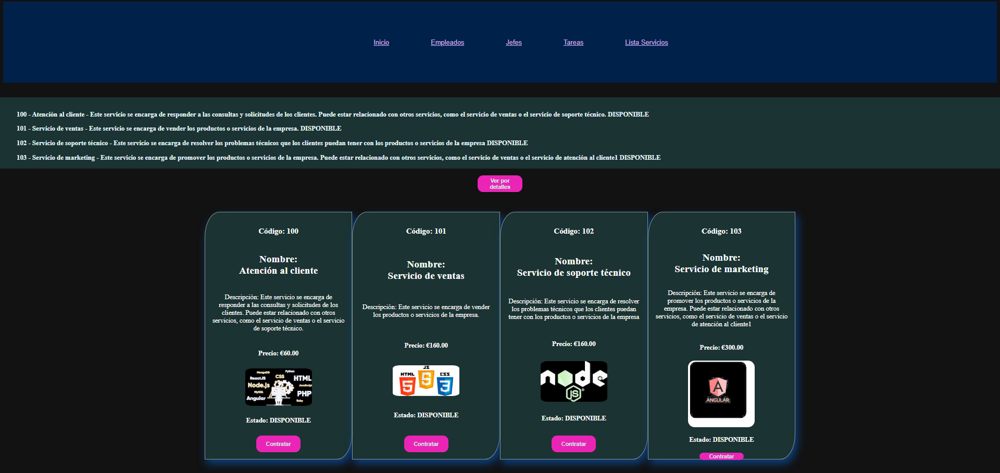 Inicio Empleados Jefes Tareas Lista Servicios
100 - Atención al cliente - Este servicio se encarga de responder a las consultas y solicitudes de los clientes. Puede estar relacionado con otros servicios, como el servicio de ventas o el servicio de soporte técnico. DISPONIBLE
101 - Servicio de ventas - Este servicio se encarga de vender los productos o servicios de la empresa. DISPONIBLE
102 - Servicio de soporte técnico - Este servicio se encarga de resolver los problemas técnicos que los clientes puedan tener con los productos o servicios de la empresa DISPONIBLE
103 - Servicio de marketing - Este servicio se encarga de promover los productos o servicios de la empresa. Puede estar relacionado con otros servicios, como el servicio de ventas o el servicio de atención al cliente1 DISPONIBLE
Ver por
detalles
Código: 100
Nombre:
Atención al cliente
Descripción: Este servicio se encarga de
responder a las consultas y solicitudes de los
clientes. Puede estar relacionado con otros
servicios, como el servicio de ventas o el servicio
de soporte técnico.
Precio: €60.00
MongoDB
Python
ReactJS
CSS
HTML
Node.js
JavaScript
MySQL
PHP
Angular
Ruby
Estado: DISPONIBLE
Contratar
Código: 101
Nombre:
Servicio de ventas
Descripción: Este servicio se encarga de vender
los productos o servicios de la empresa.
Precio: €160.00
HTML JS CSS
5 5 3
Estado: DISPONIBLE
Contratar
Código: 102
Nombre:
Servicio de soporte técnico
Descripción: Este servicio se encarga de resolver
los problemas técnicos que los clientes puedan
tener con los productos o servicios de la empresa
Precio: €160.00
node
JS®
Estado: DISPONIBLE
Contratar
Código: 103
Nombre:
Servicio de marketing
Descripción: Este servicio se encarga de
promover los productos o servicios de la
empresa. Puede estar relacionado con otros
servicios, como el servicio de ventas o el servicio
de atención al cliente1
Precio: €300.00
A
ANGULAR
Estado: DISPONIBLE
Contratar